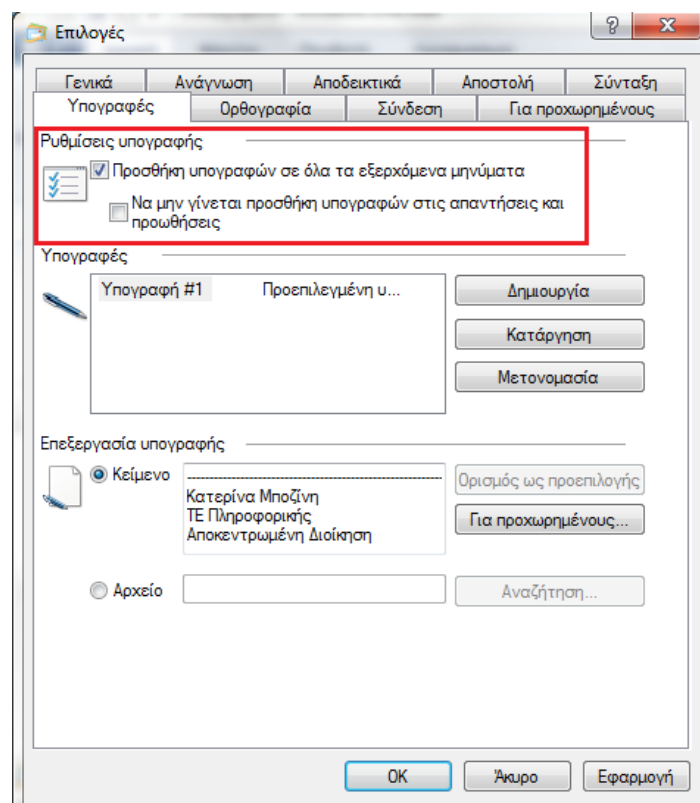 Επιλογές
Γενικά Ανάγνωση Αποδεικτικά Αποστολή Σύνταξη
Υπογραφές Ορθογραφία Σύνδεση Για προχωρημένους
Ρυθμίσεις υπογραφής
Προσθήκη υπογραφών σε όλα τα εξερχόμενα μηνύματα
Να μην γίνεται προσθήκη υπογραφών στις απαντήσεις και
προωθήσεις
Υπογραφές
Υπογραφή #1 Προεπιλεγμένη υ...
Δημιουργία
Κατάργηση
Μετονομασία
Επεξεργασία υπογραφής
Κείμενο
Κατερίνα Μποζίνη
ΤΕ Πληροφορικής
Αποκεντρωμένη Διοίκηση
Ορισμός ως προεπιλογής
Για προχωρημένους...
Αρχείο
Αναζήτηση...
OK Άκυρο Εφαρμογή